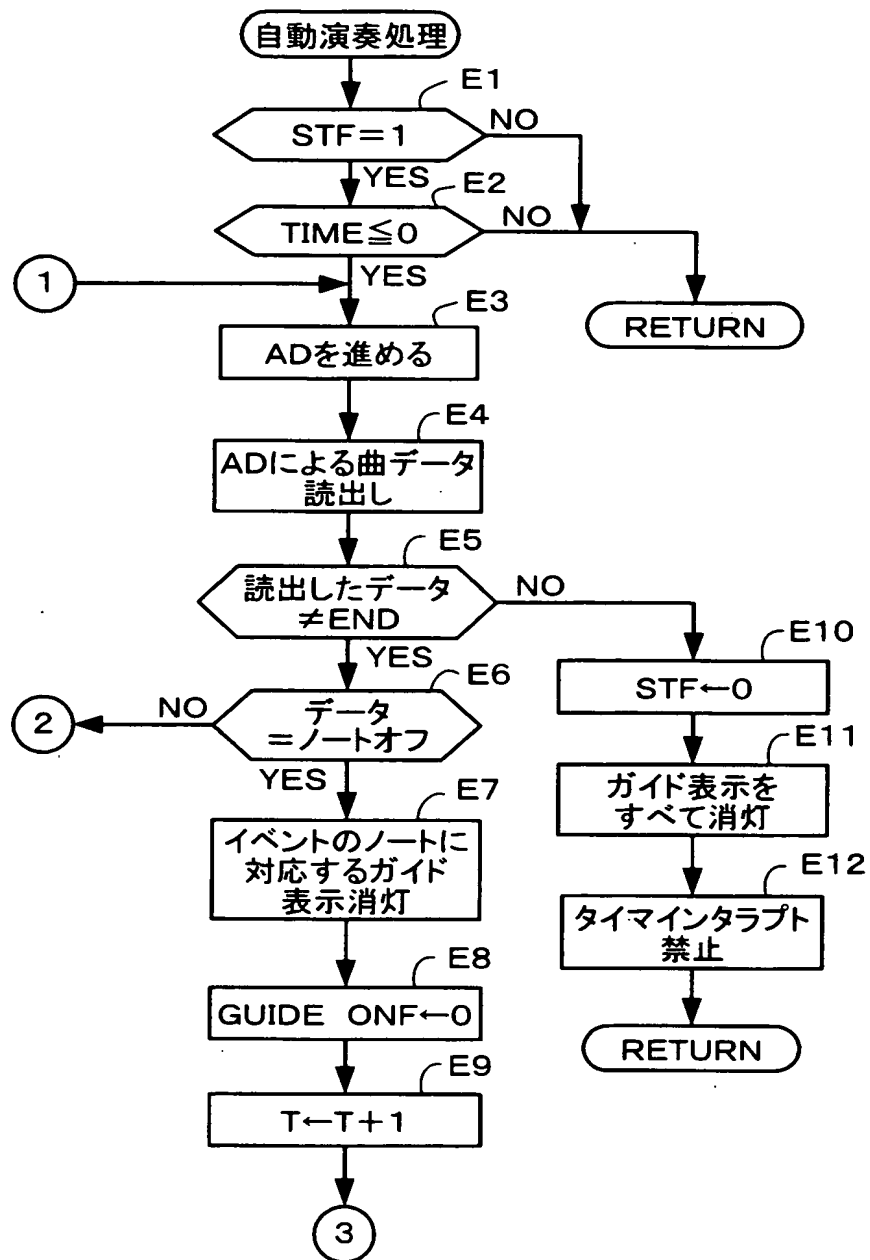 自動演奏処理
E1
STF=1
NO
YES
E2
TIME≦0
NO
YES
1
E3
ADを進める
RETURN
E4
ADによる曲データ
読出し
E5
読出したデータ
≠END
NO
YES
E6
データ
=ノートオフ
NO
2
YES
E7
イベントのノートに
対応するガイド
表示消灯
E8
GUIDE ONF←0
E9
T←T+1
3
E10
STF←0
E11
ガイド表示を
すべて消灯
E12
タイマインタラプト
禁止
RETURN